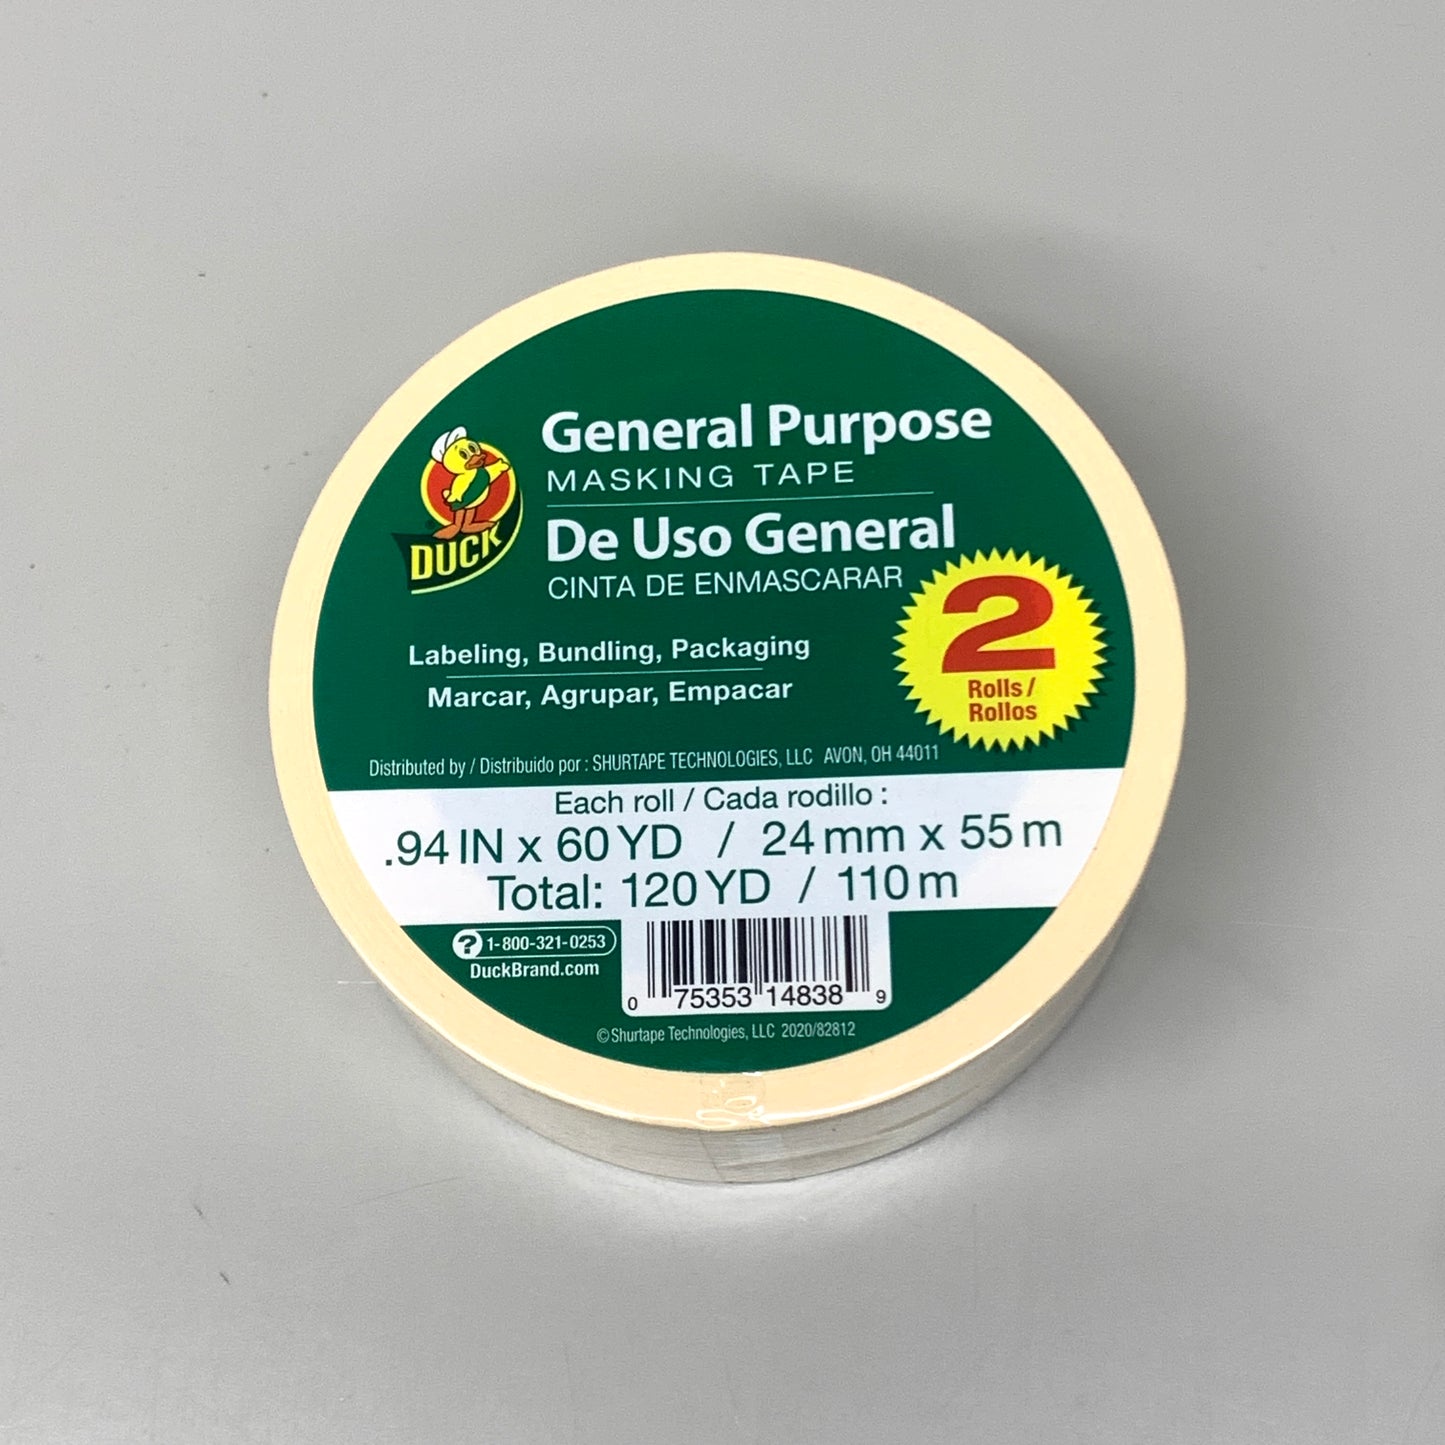 General Purpose
MASKING TAPE
De Uso General
CINTA DE ENMASCARAR
DUCK
Labeling, Bundling, Packaging
Marcar, Agrupar, Empacar
2
Rolls /
Rollos
Distributed by / Distribuido por : SHURTAPE TECHNOLOGIES, LLC AVON, OH 44011
Each roll / Cada rodillo :
.94 IN x 60 YD / 24 mm x 55 m
Total: 120 YD / 110 m
? 1-800-321-0253
DuckBrand.com
0 75353 14838 9
© Shurtape Technologies, LLC 2020/82812